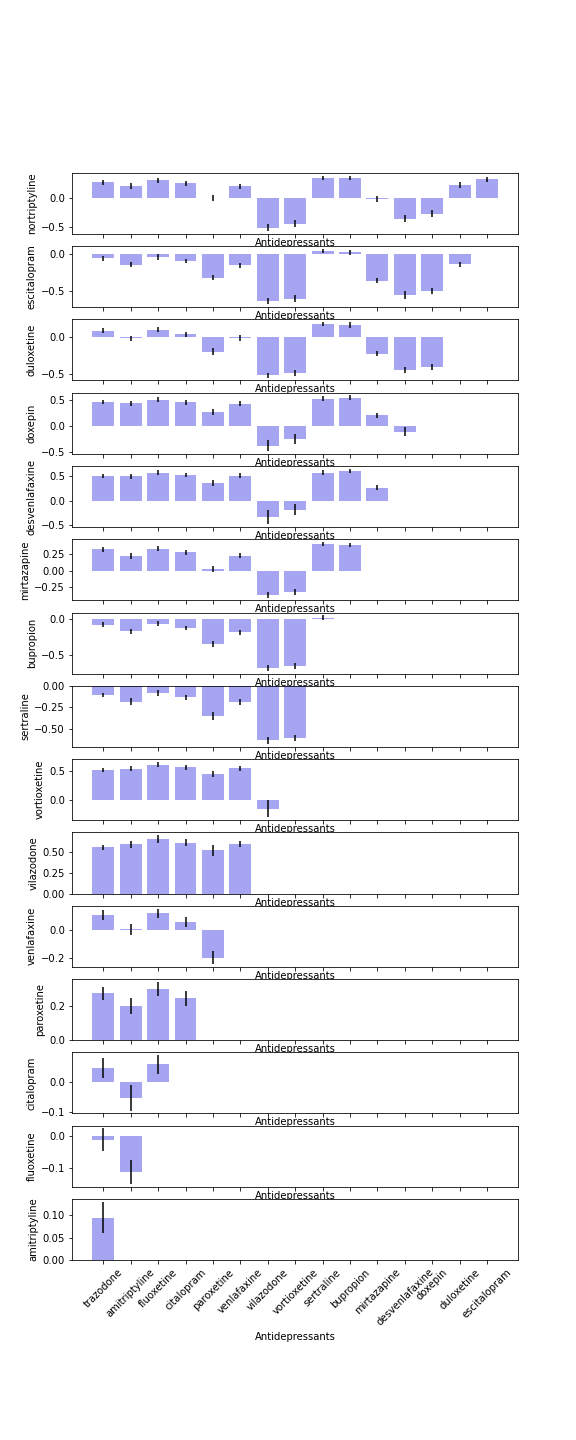 nortriptyline
0.0
−0.5
Antidepressants
escitalopram
0.0
−0.5
Antidepressants
duloxetine
0.0
−0.5
Antidepressants
doxepin
0.5
0.0
−0.5
Antidepressants
desvenlafaxine
0.5
0.0
−0.5
Antidepressants
mirtazapine
0.25
0.00
−0.25
Antidepressants
bupropion
0.0
−0.5
Antidepressants
sertraline
0.00
−0.25
−0.50
Antidepressants
vortioxetine
0.5
0.0
Antidepressants
vilazodone
0.50
0.25
0.00
Antidepressants
venlafaxine
0.0
−0.2
Antidepressants
paroxetine
0.2
0.0
Antidepressants
citalopram
0.0
−0.1
Antidepressants
fluoxetine
0.0
−0.1
Antidepressants
amitriptyline
0.10
0.05
0.00
trazodone
amitriptyline
fluoxetine
citalopram
paroxetine
venlafaxine
vilazodone
vortioxetine
sertraline
bupropion
mirtazapine
desvenlafaxine
doxepin
duloxetine
escitalopram
Antidepressants